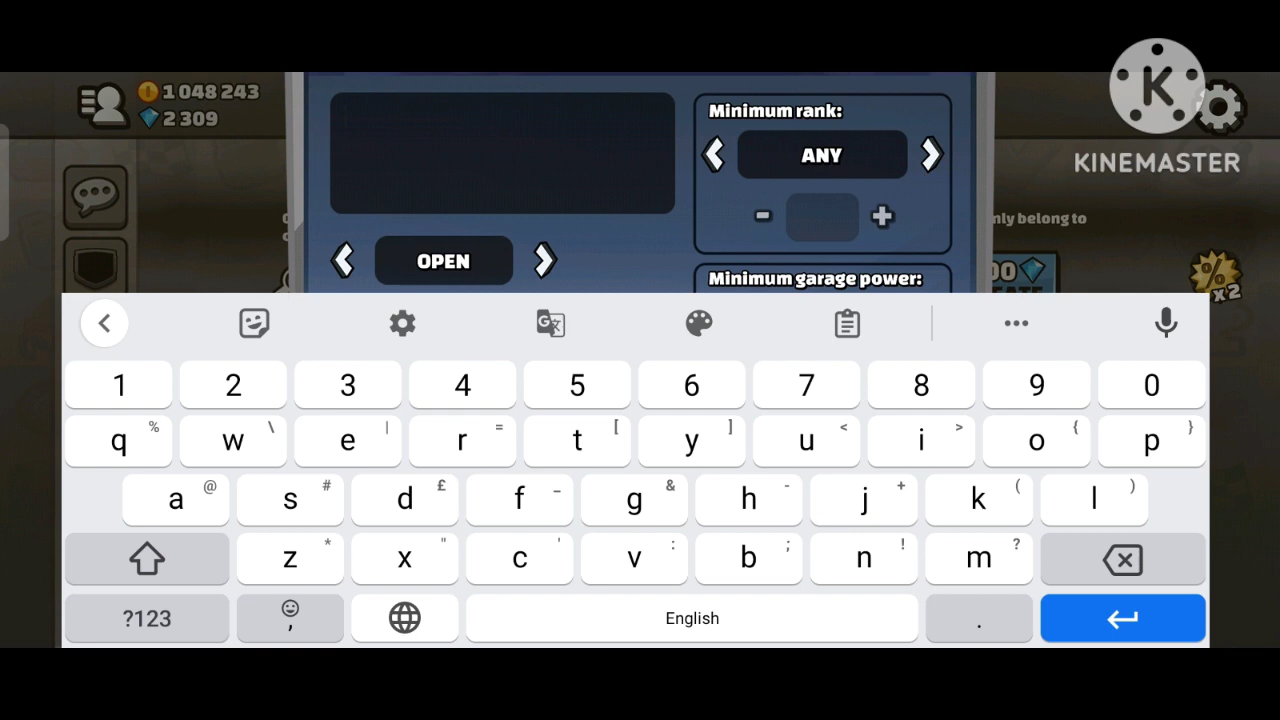 1 048 243
2 309
Minimum rank:
ANY
KINEMASTER
K
- +
nly belong to
OPEN
Minimum garage power:
00
% x2
1 2 3 4 5 6 7 8 9 0
q % w \ e | r = t [ y ] u < i > o { p }
a @ s # d £ f _ g & h - j + k ( l )
z * x " c ' v : b ; n ! m ?
?123 , English .